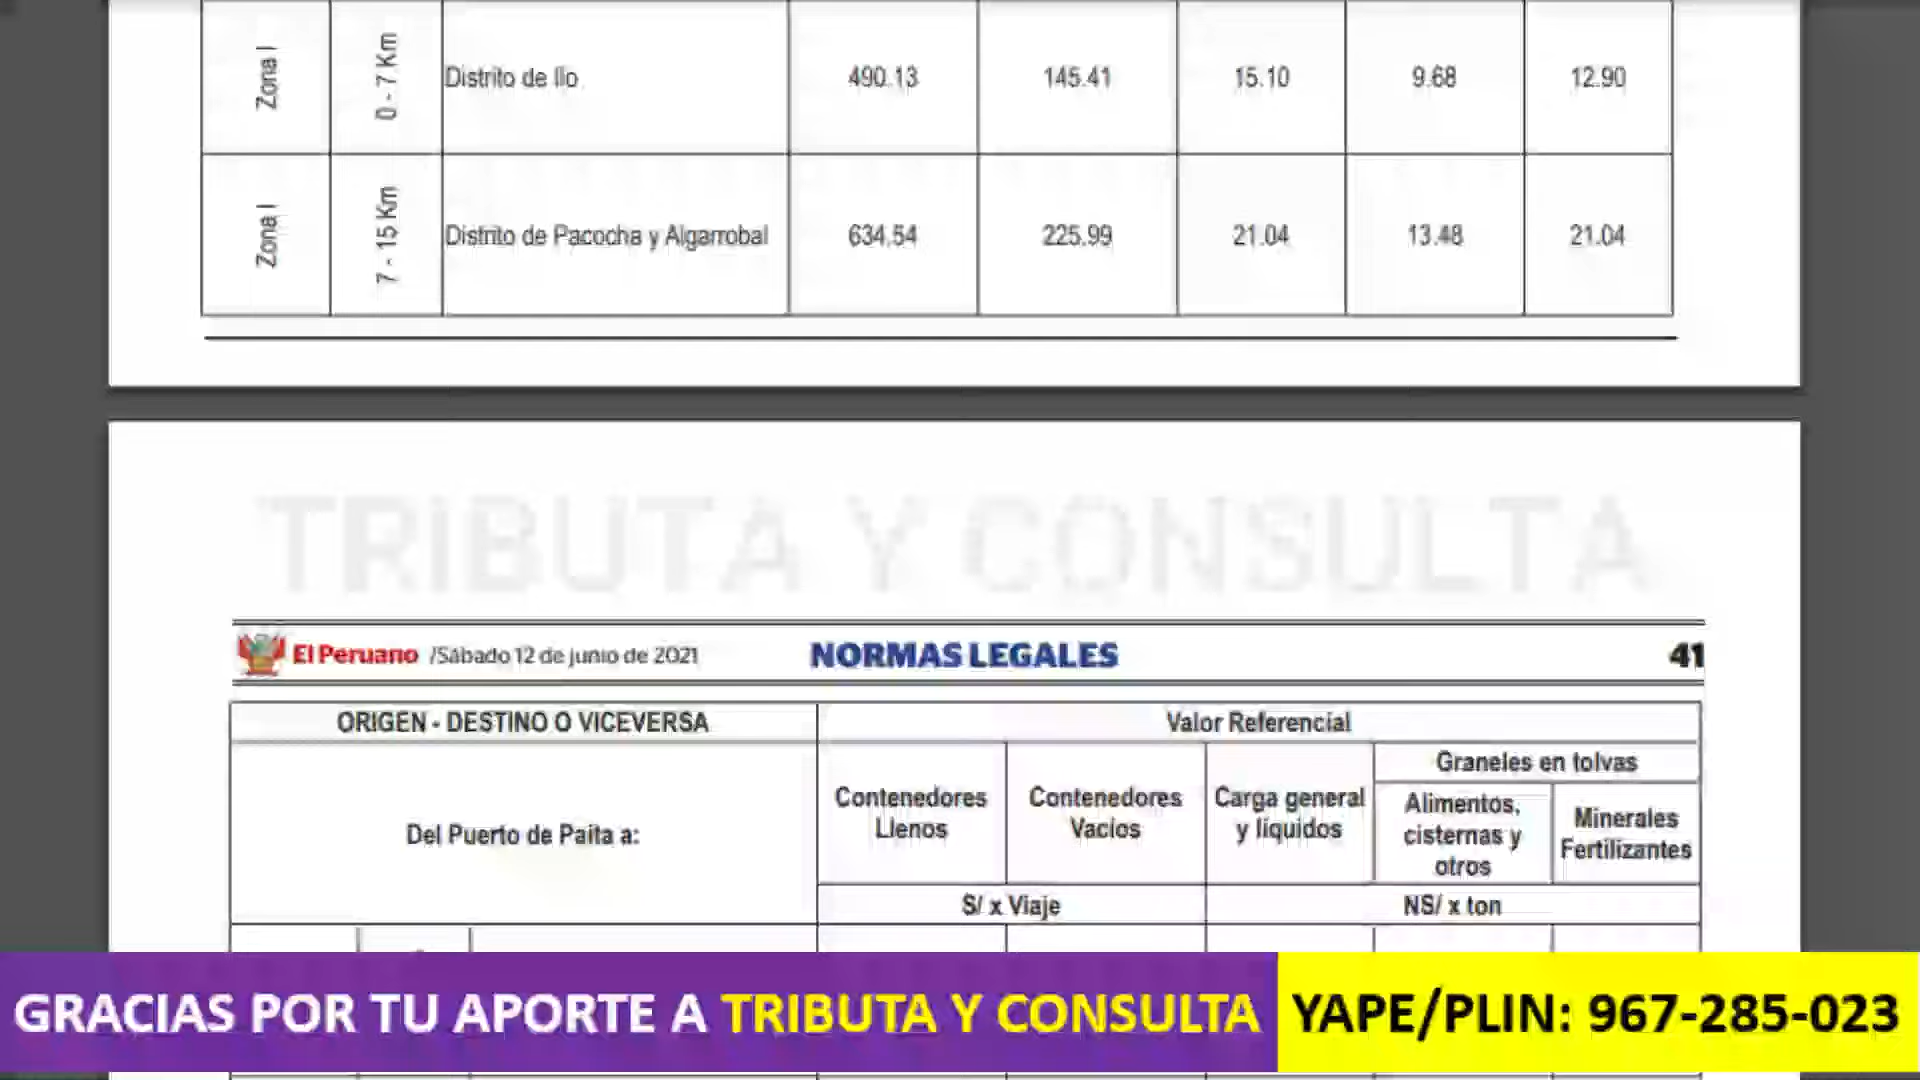 Zona I 0 - 7 Km Distrito de Ilo 490.13 145.41 15.10 9.68 12.90
Zona I 7 - 15 Km Distrito de Pacocha y Algarrobal 634.54 225.99 21.04 13.48 21.04
TRIBUTA Y CONSULTA
El Peruano /Sábado 12 de junio de 2021 NORMAS LEGALES 41
ORIGEN - DESTINO O VICEVERSA Valor Referencial
Del Puerto de Paita a:
Contenedores
Llenos
Contenedores
Vacíos
Carga general
y líquidos
Graneles en tolvas
Alimentos,
cisternas y
otros
Minerales
Fertilizantes
S/ x Viaje NS/ x ton
GRACIAS POR TU APORTE A TRIBUTA Y CONSULTA YAPE/PLIN: 967-285-023